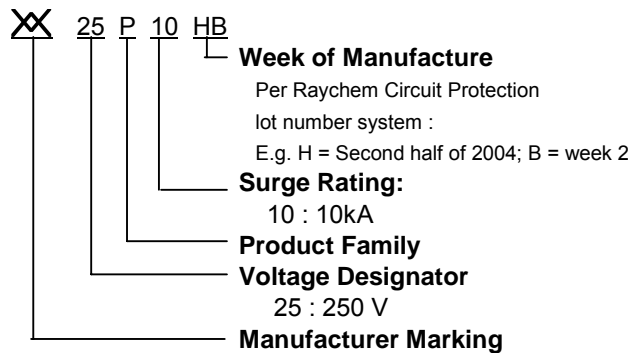 XX 25 P 10 HB
Week of Manufacture
Per Raychem Circuit Protection
lot number system :
E.g. H = Second half of 2004; B = week 2
Surge Rating:
10 : 10kA
Product Family
Voltage Designator
25 : 250 V
Manufacturer Marking